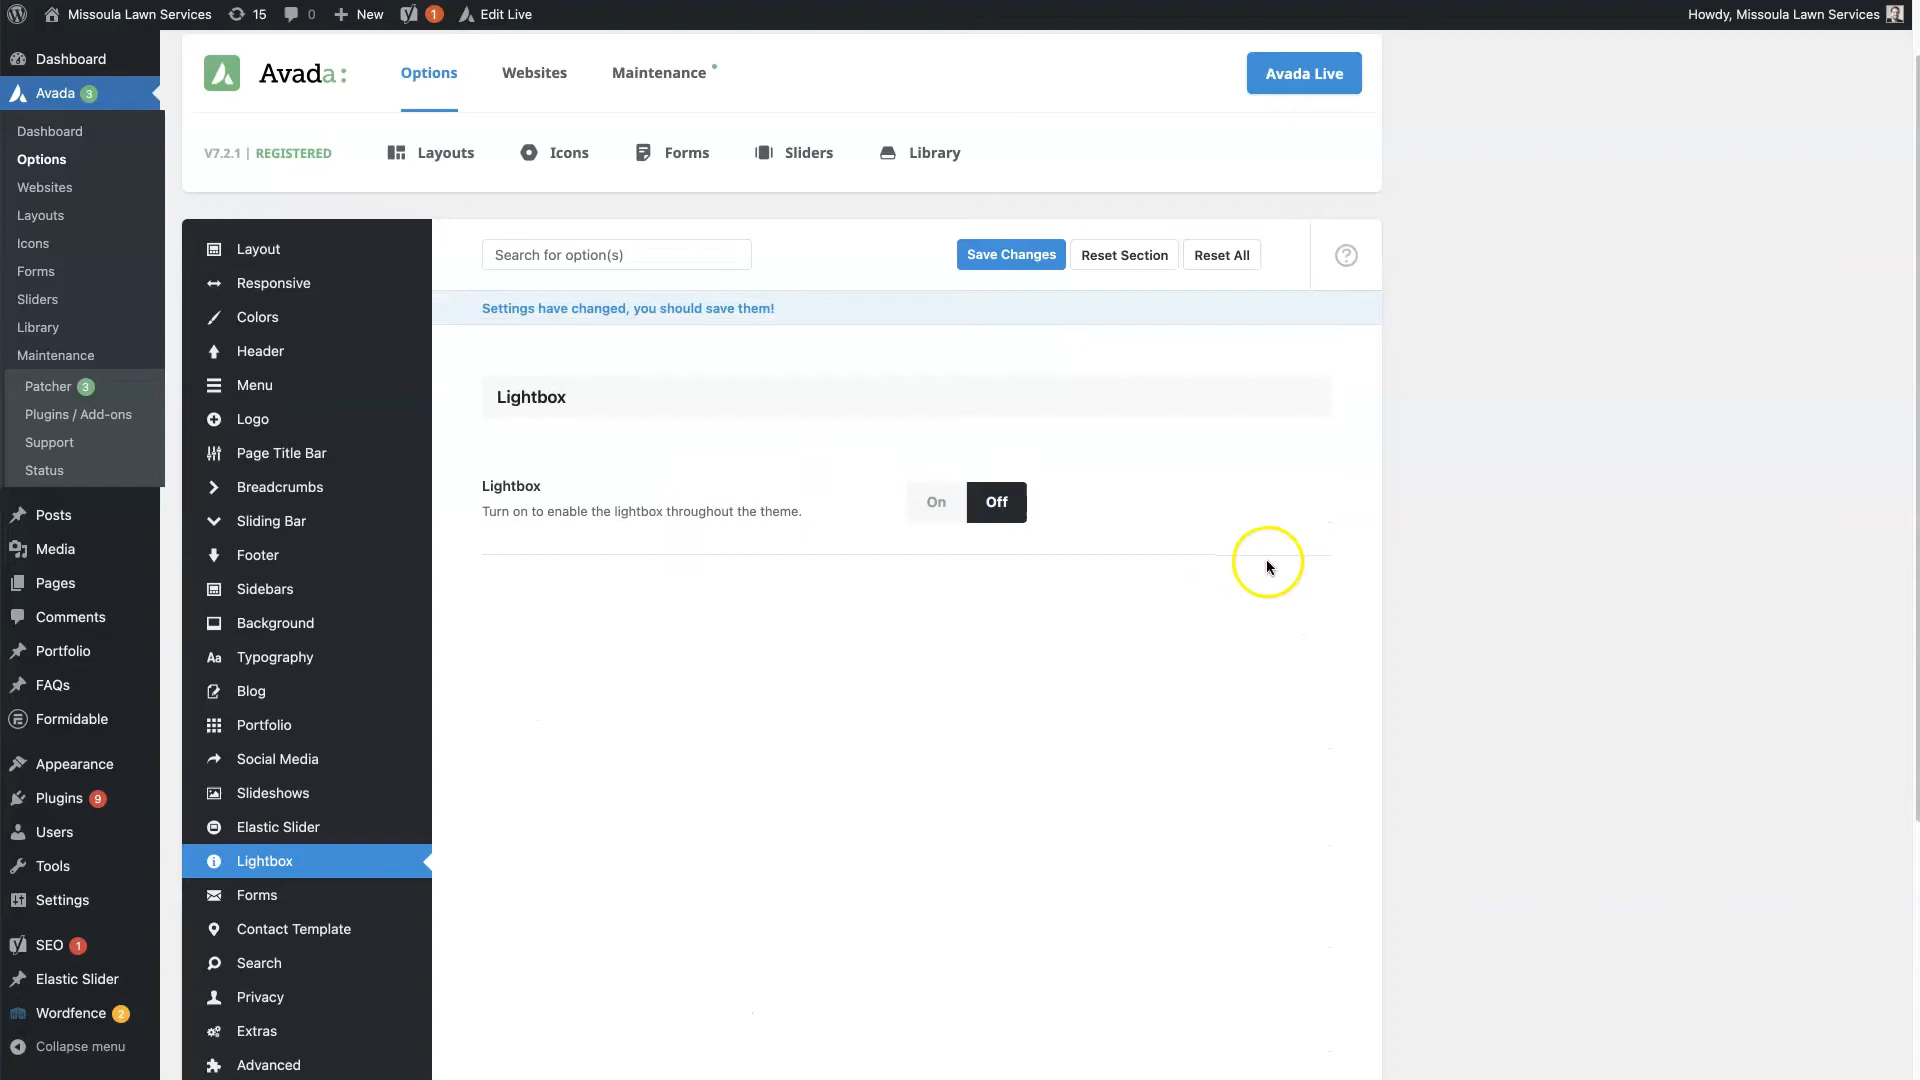 Missoula Lawn Services 15 0 New 1 Edit Live Howdy, Missoula Lawn Services
Dashboard
Avada 3
Dashboard
Options
Websites
Layouts
Icons
Forms
Sliders
Library
Maintenance
Patcher 3
Plugins / Add-ons
Support
Status
Posts
Media
Pages
Comments
Portfolio
FAQs
Formidable
Appearance
Plugins 9
Users
Tools
Settings
SEO 1
Elastic Slider
Wordfence 2
Collapse menu
Avada: Options Websites Maintenance Avada Live
V7.2.1 | REGISTERED Layouts Icons Forms Sliders Library
Layout
Responsive
Colors
Header
Menu
Logo
Page Title Bar
Breadcrumbs
Sliding Bar
Footer
Sidebars
Background
Aa Typography
Blog
Portfolio
Social Media
Slideshows
Elastic Slider
Lightbox
Forms
Contact Template
Search
Privacy
Extras
Advanced
Search for option(s) Save Changes Reset Section Reset All ?
Settings have changed, you should save them!
Lightbox
Lightbox
Turn on to enable the lightbox throughout the theme.
On Off